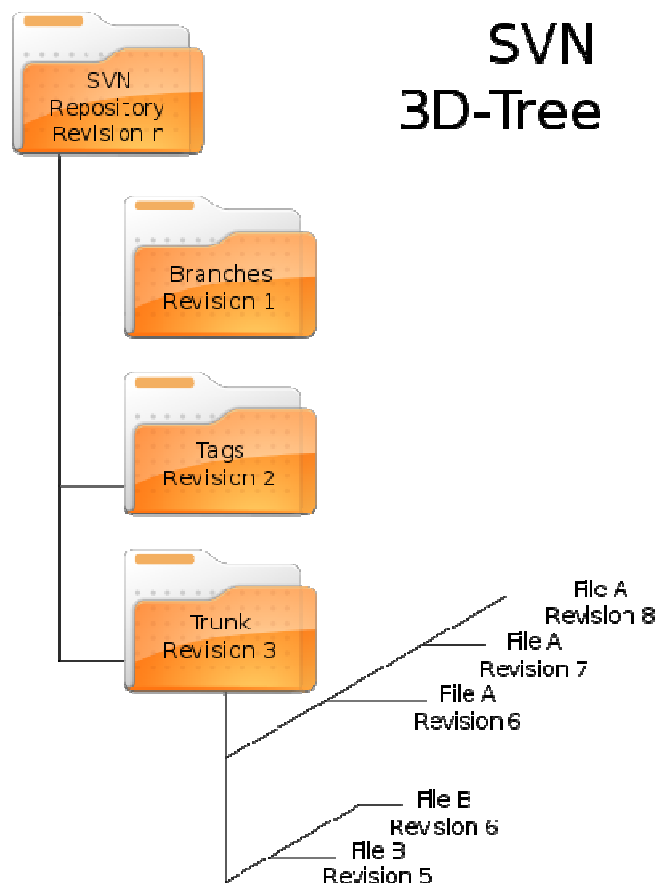 SVN
3D-Tree
SVN
Repository
Revision n
Branches
Revision 1
Tags
Revision 2
Trunk
Revision 3
File A
Revision 8
File A
Revision 7
File A
Revision 6
File B
Revision 6
File B
Revision 5